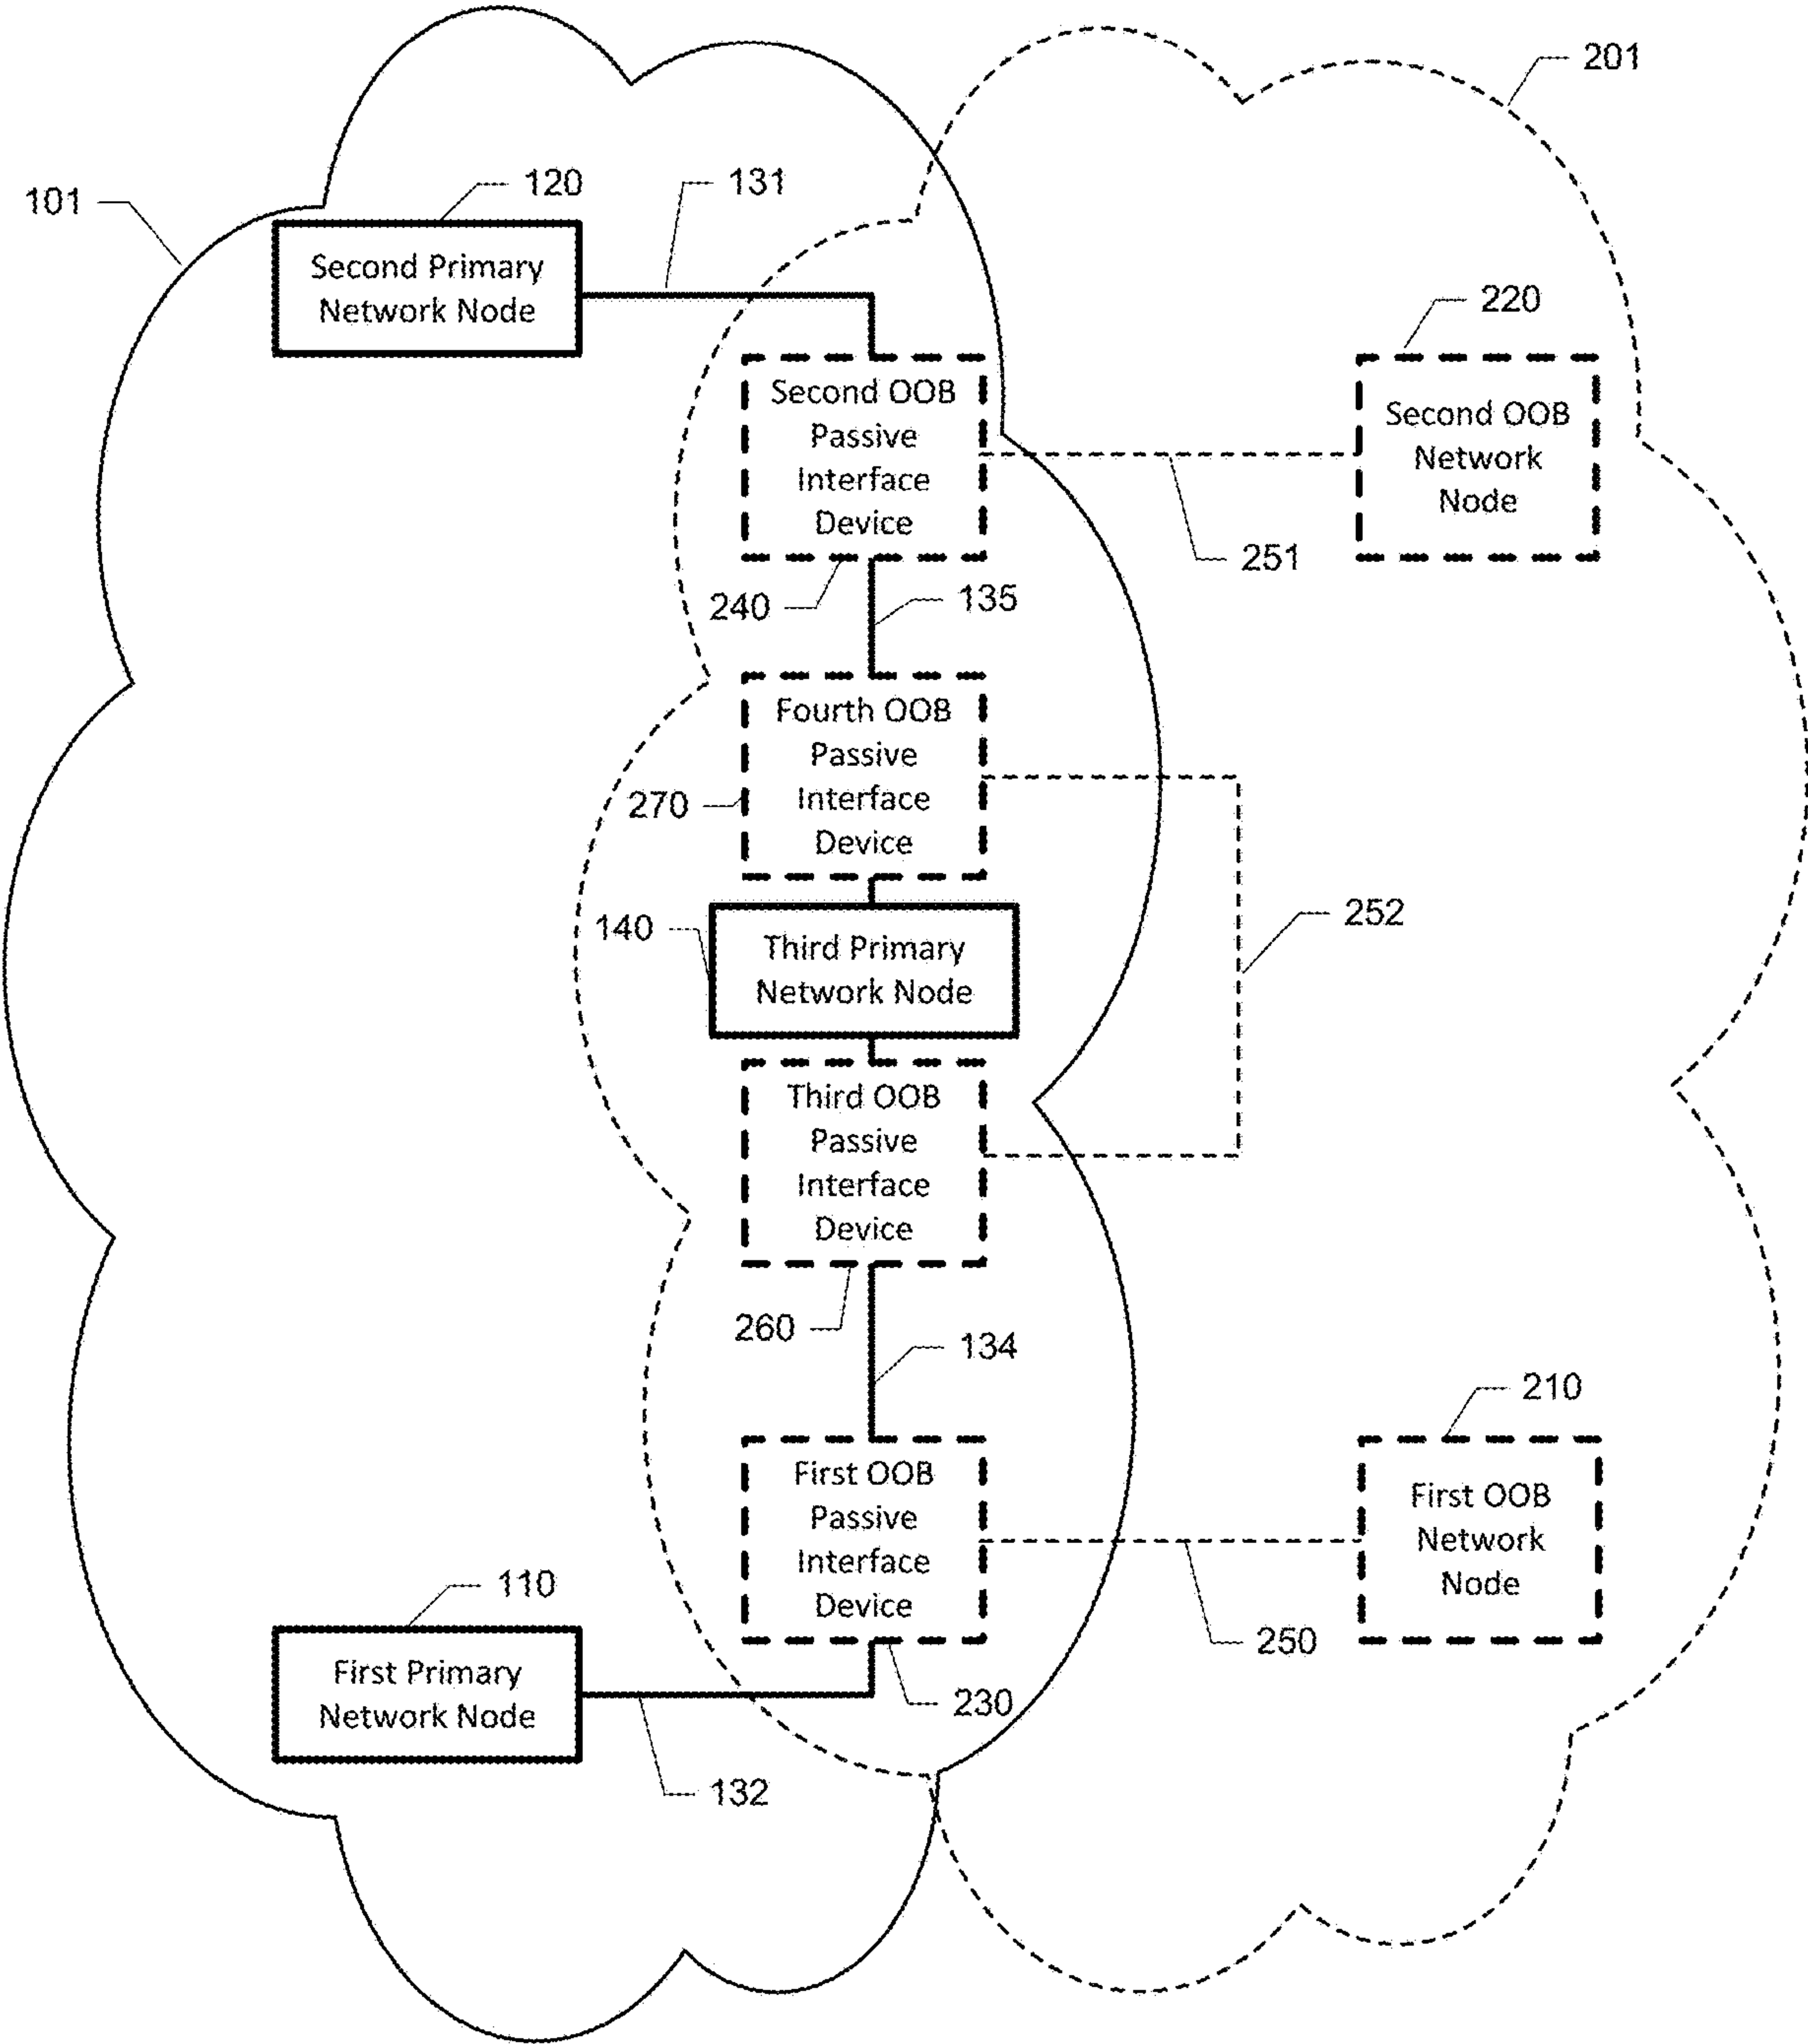 201
120
131
101
Second Primary
Network Node
220
Second OOB
Passive
Interface
Device
Second OOB
Network
Node
251
240
135
Fourth OOB
Passive
Interface
Device
270
252
140
Third Primary
Network Node
Third OOB
Passive
Interface
Device
260
134
210
First OOB
Passive
Interface
Device
First OOB
Network
Node
110
250
First Primary
Network Node
230
132